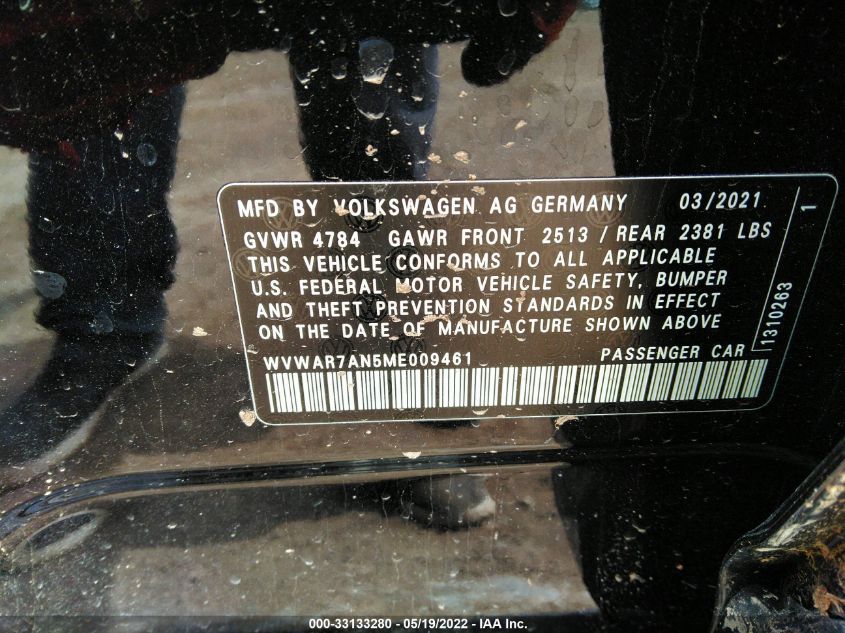 MFD BY VOLKSWAGEN AG GERMANY 03/2021
GVWR 4784 GAWR FRONT 2513 / REAR 2381 LBS
THIS VEHICLE CONFORMS TO ALL APPLICABLE
U.S. FEDERAL MOTOR VEHICLE SAFETY, BUMPER
AND THEFT PREVENTION STANDARDS IN EFFECT
ON THE DATE OF MANUFACTURE SHOWN ABOVE
WVWAR7AN5ME009461 PASSENGER CAR
1310263
1
000-33133280 - 05/19/2022 - IAA Inc.